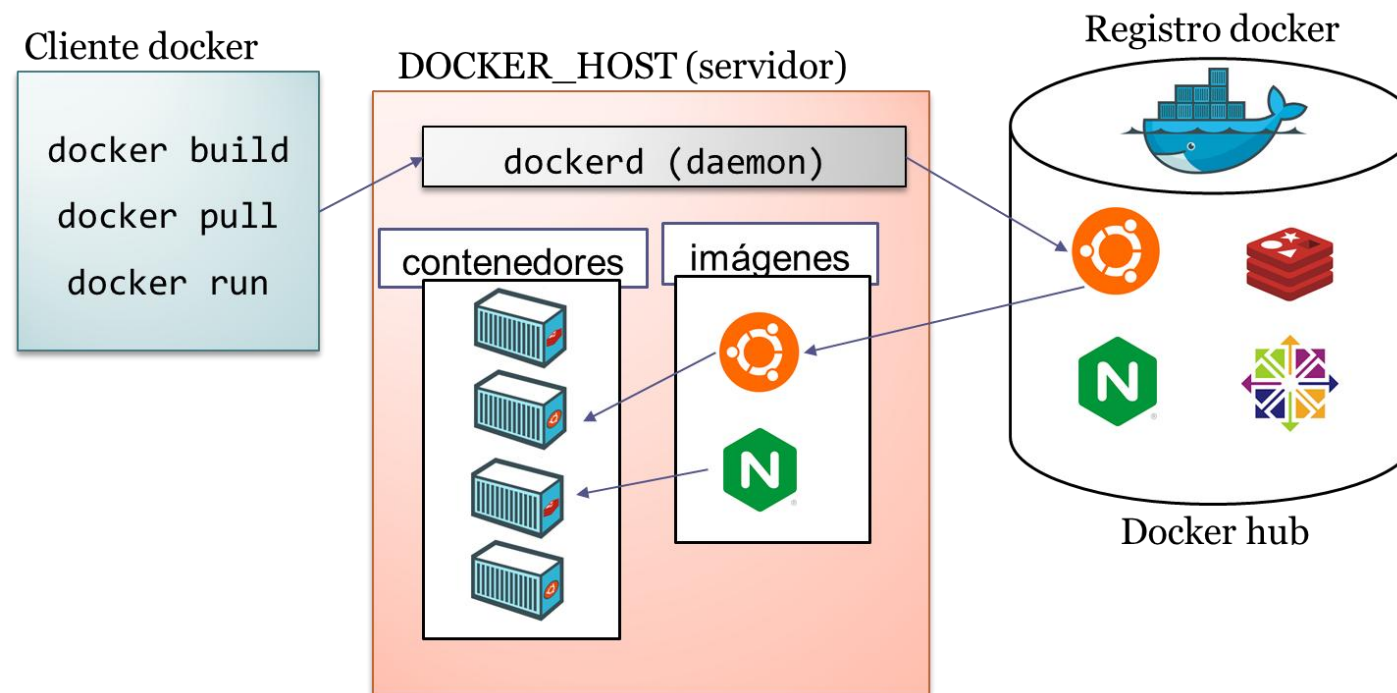 Cliente docker
docker build
docker pull
docker run
DOCKER_HOST (servidor)
dockerd (daemon)
contenedores
imágenes
Registro docker
N
N
Docker hub